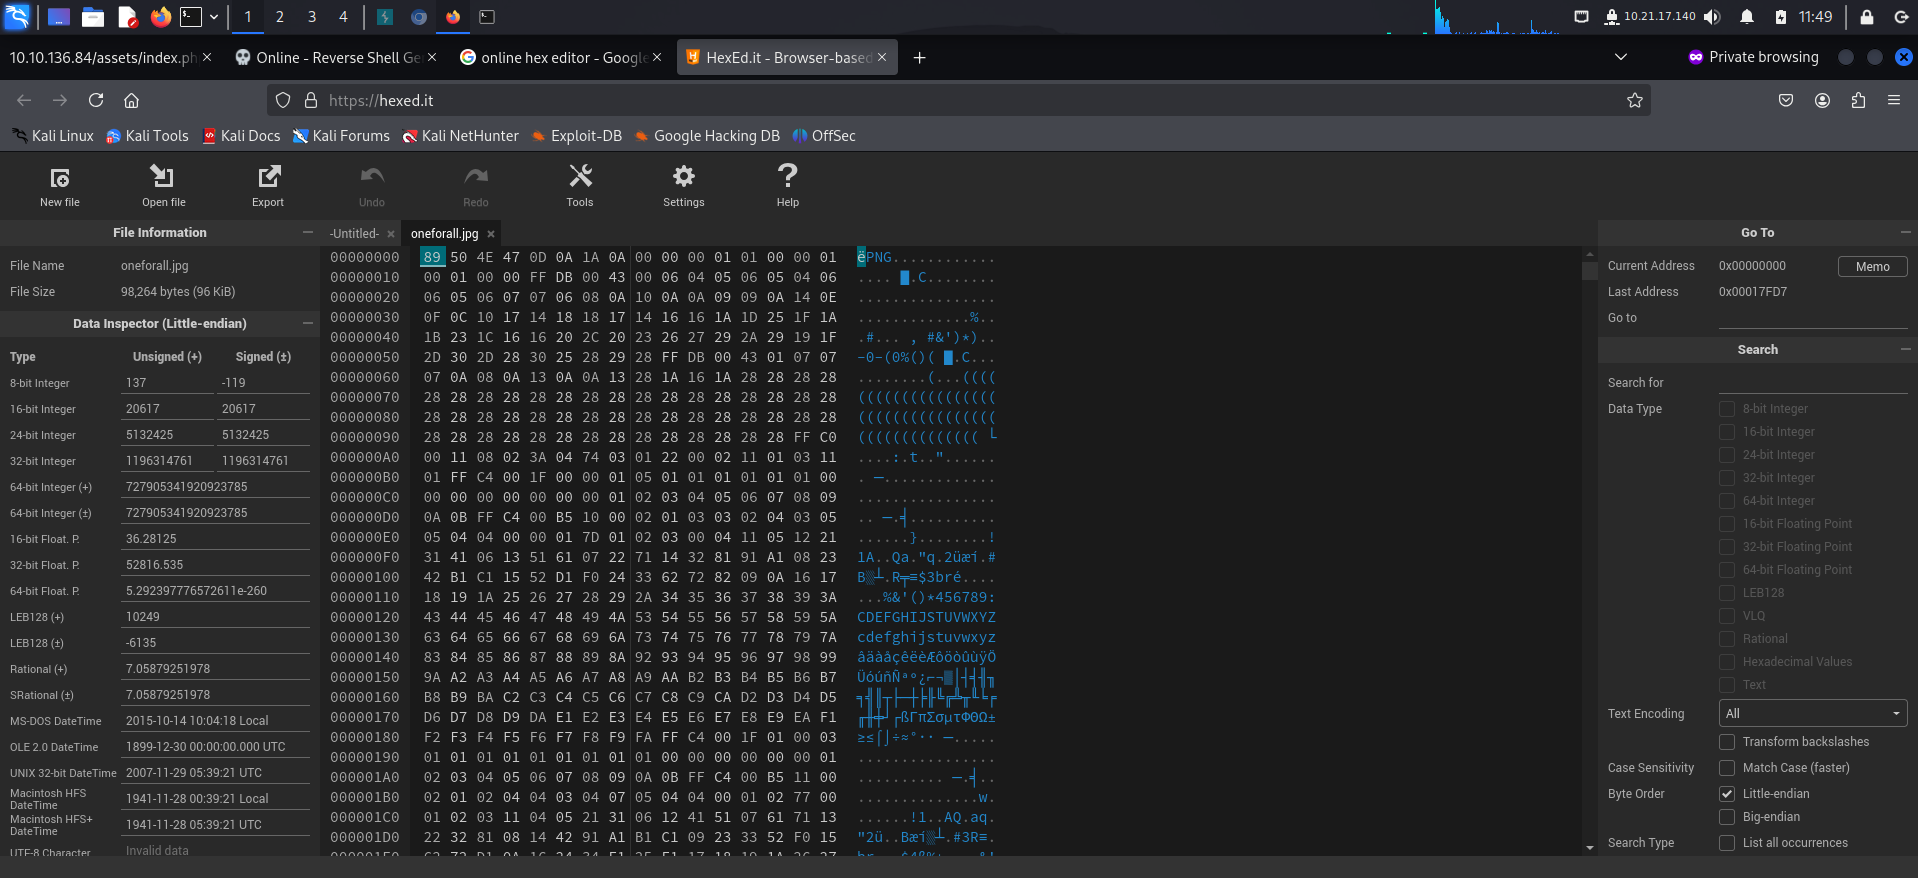 1 2 3 4 10.21.17.140 11:49
10.10.136.84/assets/index.ph Online - Reverse Shell Ge online hex editor - Google HexEd.it - Browser-based Private browsing
https://hexed.it
Kali Linux Kali Tools Kali Docs Kali Forums Kali NetHunter Exploit-DB Google Hacking DB OffSec
New file Open file Export Undo Redo Tools Settings Help
File Information
File Name oneforall.jpg
File Size 98,264 bytes (96 KiB)
Data Inspector (Little-endian)
Type Unsigned (+) Signed (±)
8-bit Integer 137 -119
16-bit Integer 20617 20617
24-bit Integer 5132425 5132425
32-bit Integer 1196314761 1196314761
64-bit Integer (+) 727905341920923785
64-bit Integer (±) 727905341920923785
16-bit Float. P. 36.28125
32-bit Float. P. 52816.535
64-bit Float. P. 5.292397776572611e-260
LEB128 (+) 10249
LEB128 (±) -6135
Rational (+) 7.05879251978
SRational (±) 7.05879251978
MS-DOS DateTime 2015-10-14 10:04:18 Local
OLE 2.0 DateTime 1899-12-30 00:00:00.000 UTC
UNIX 32-bit DateTime 2007-11-29 05:39:21 UTC
Macintosh HFS DateTime 1941-11-28 00:39:21 Local
Macintosh HFS+ DateTime 1941-11-28 05:39:21 UTC
UTF-8 Character Invalid data
-Untitled- oneforall.jpg
00000000 89 50 4E 47 0D 0A 1A 0A 00 00 00 01 01 00 00 01 ëPNG............
00000010 00 01 00 00 FF DB 00 43 00 06 04 05 06 05 04 06 .... █.C........
00000020 06 05 06 07 07 06 08 0A 10 0A 0A 09 09 0A 14 0E ................
00000030 0F 0C 10 17 14 18 18 17 14 16 16 1A 1D 25 1F 1A .............%..
00000040 1B 23 1C 16 16 20 2C 20 23 26 27 29 2A 29 19 1F .#... , #&')*)..
00000050 2D 30 2D 28 30 25 28 29 28 FF DB 00 43 01 07 07 -0-(0%()( █.C...
00000060 07 0A 08 0A 13 0A 0A 13 28 1A 16 1A 28 28 28 28 ........(...((((
00000070 28 28 28 28 28 28 28 28 28 28 28 28 28 28 28 28 ((((((((((((((((
00000080 28 28 28 28 28 28 28 28 28 28 28 28 28 28 28 28 ((((((((((((((((
00000090 28 28 28 28 28 28 28 28 28 28 28 28 28 28 FF C0 (((((((((((((( └
000000A0 00 11 08 02 3A 04 74 03 01 22 00 02 11 01 03 11 ....:.t.."......
000000B0 01 FF C4 00 1F 00 00 01 05 01 01 01 01 01 01 00 . ─.............
000000C0 00 00 00 00 00 00 00 01 02 03 04 05 06 07 08 09 ................
000000D0 0A 0B FF C4 00 B5 10 00 02 01 03 03 02 04 03 05 .. ─.╡..........
000000E0 05 04 04 00 00 01 7D 01 02 03 00 04 11 05 12 21 ......}........!
000000F0 31 41 06 13 51 61 07 22 71 14 32 81 91 A1 08 23 1A..Qa."q.2üæí.#
00000100 42 B1 C1 15 52 D1 F0 24 33 62 72 82 09 0A 16 17 B▒┴.R╤≡$3bré....
00000110 18 19 1A 25 26 27 28 29 2A 34 35 36 37 38 39 3A ...%&'()*456789:
00000120 43 44 45 46 47 48 49 4A 53 54 55 56 57 58 59 5A CDEFGHIJSTUVWXYZ
00000130 63 64 65 66 67 68 69 6A 73 74 75 76 77 78 79 7A cdefghijstuvwxyz
00000140 83 84 85 86 87 88 89 8A 92 93 94 95 96 97 98 99 âäàåçêëèÆôöòûùÿÖ
00000150 9A A2 A3 A4 A5 A6 A7 A8 A9 AA B2 B3 B4 B5 B6 B7 ÜóúñѪº¿⌐¬▓│┤╡╢╖
00000160 B8 B9 BA C2 C3 C4 C5 C6 C7 C8 C9 CA D2 D3 D4 D5 ╕╣║┬├─┼╞╟╚╔╩╥╙╘╒
00000170 D6 D7 D8 D9 DA E1 E2 E3 E4 E5 E6 E7 E8 E9 EA F1 ╓╫╪┘┌ßΓπΣσµτΦΘΩ±
00000180 F2 F3 F4 F5 F6 F7 F8 F9 FA FF C4 00 1F 01 00 03 ≥≤⌠⌡÷≈°∙· ─.....
00000190 01 01 01 01 01 01 01 01 01 00 00 00 00 00 00 01 ................
000001A0 02 03 04 05 06 07 08 09 0A 0B FF C4 00 B5 11 00 .......... ─.╡..
000001B0 02 01 02 04 04 03 04 07 05 04 04 00 01 02 77 00 ..............w.
000001C0 01 02 03 11 04 05 21 31 06 12 41 51 07 61 71 13 ......!1..AQ.aq.
000001D0 22 32 81 08 14 42 91 A1 B1 C1 09 23 33 52 F0 15 "2ü..Bæí▒┴.#3R≡.
Go To
Current Address 0x00000000 Memo
Last Address 0x00017FD7
Go to
Search
Search for
Data Type 8-bit Integer
16-bit Integer
24-bit Integer
32-bit Integer
64-bit Integer
16-bit Floating Point
32-bit Floating Point
64-bit Floating Point
LEB128
VLQ
Rational
Hexadecimal Values
Text
Text Encoding All
Transform backslashes
Case Sensitivity Match Case (faster)
Byte Order Little-endian
Big-endian
Search Type List all occurrences